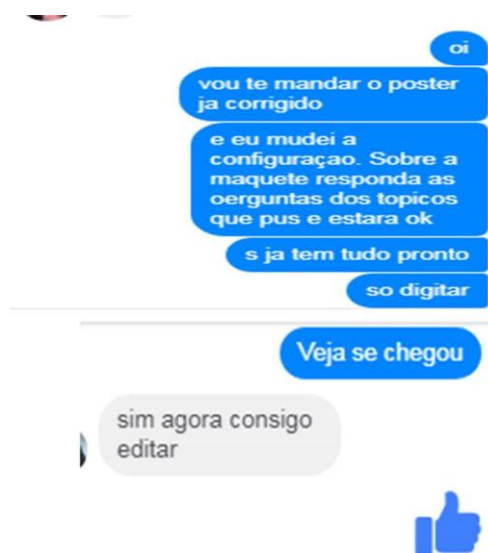 oi
vou te mandar o poster
ja corrigido
e eu mudei a
configuraçao. Sobre a
maquete responda as
oerguntas dos topicos
que pus e estara ok
s ja tem tudo pronto
so digitar
Veja se chegou
sim agora consigo
editar